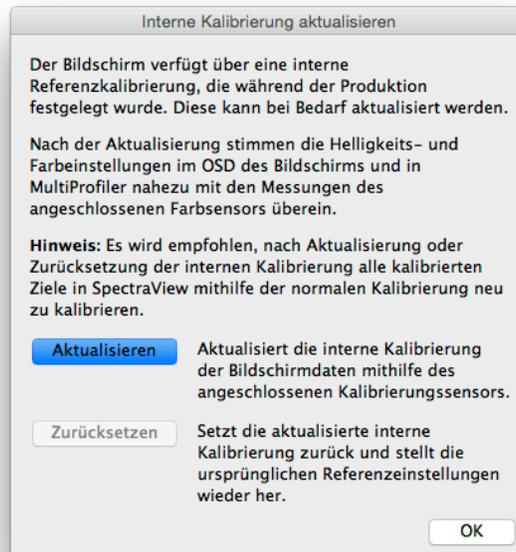 Interne Kalibrierung aktualisieren
Der Bildschirm verfügt über eine interne
Referenzkalibrierung, die während der Produktion
festgelegt wurde. Diese kann bei Bedarf aktualisiert werden.
Nach der Aktualisierung stimmen die Helligkeits- und
Farbeinstellungen im OSD des Bildschirms und in
MultiProfiler nahezu mit den Messungen des
angeschlossenen Farbsensors überein.
Hinweis: Es wird empfohlen, nach Aktualisierung oder
Zurücksetzung der internen Kalibrierung alle kalibrierten
Ziele in SpectraView mithilfe der normalen Kalibrierung neu
zu kalibrieren.
Aktualisieren
Aktualisiert die interne Kalibrierung
der Bildschirmdaten mithilfe des
angeschlossenen Kalibrierungssensors.
Zurücksetzen
Setzt die aktualisierte interne
Kalibrierung zurück und stellt die
ursprünglichen Referenzeinstellungen
wieder her.
OK